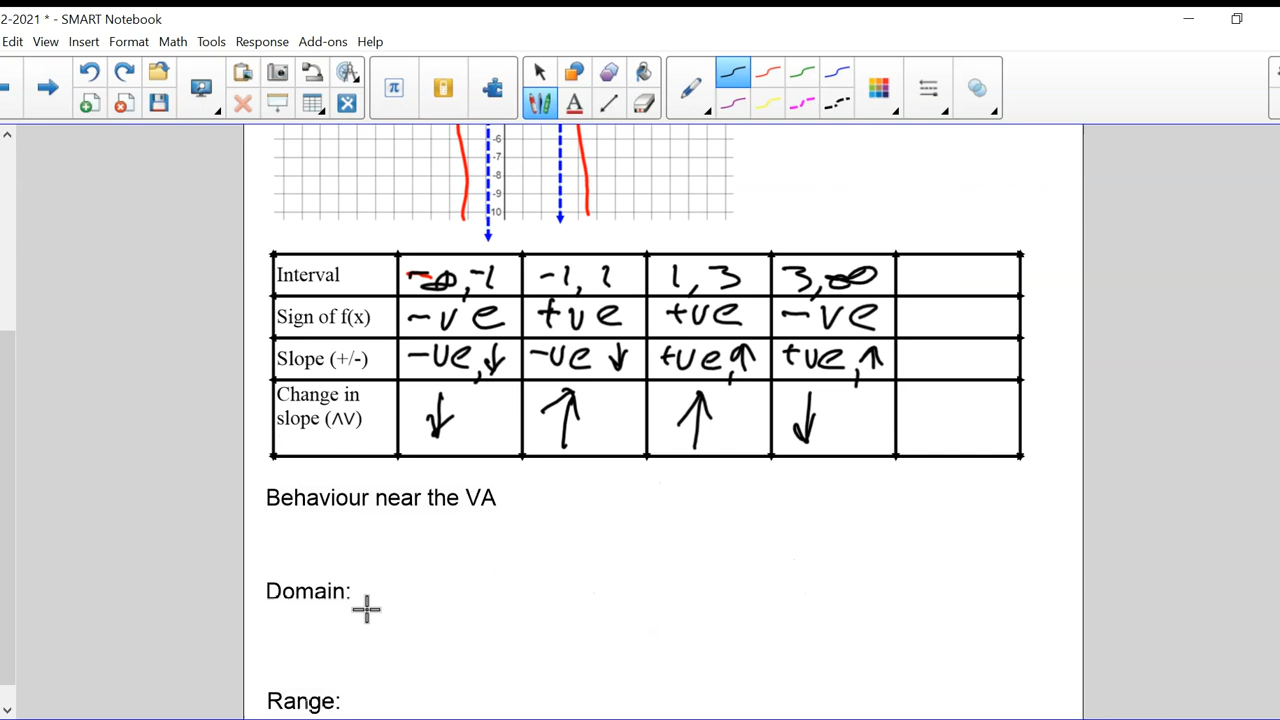 2-2021 * - SMART Notebook
Edit View Insert Format Math Tools Response Add-ons Help
π
A
-6
-7
-8
-9
-10
Interval -∞,-1 -1, 1 1, 3 3,∞
Sign of f(x) -ve +ve +ve -ve
Slope (+/-) -ve,↓ -ve ↓ +ve,↑ +ve,↑
Change in
slope (ΛV) ↓ ↑ ↑ ↓
Behaviour near the VA
Domain:
Range: